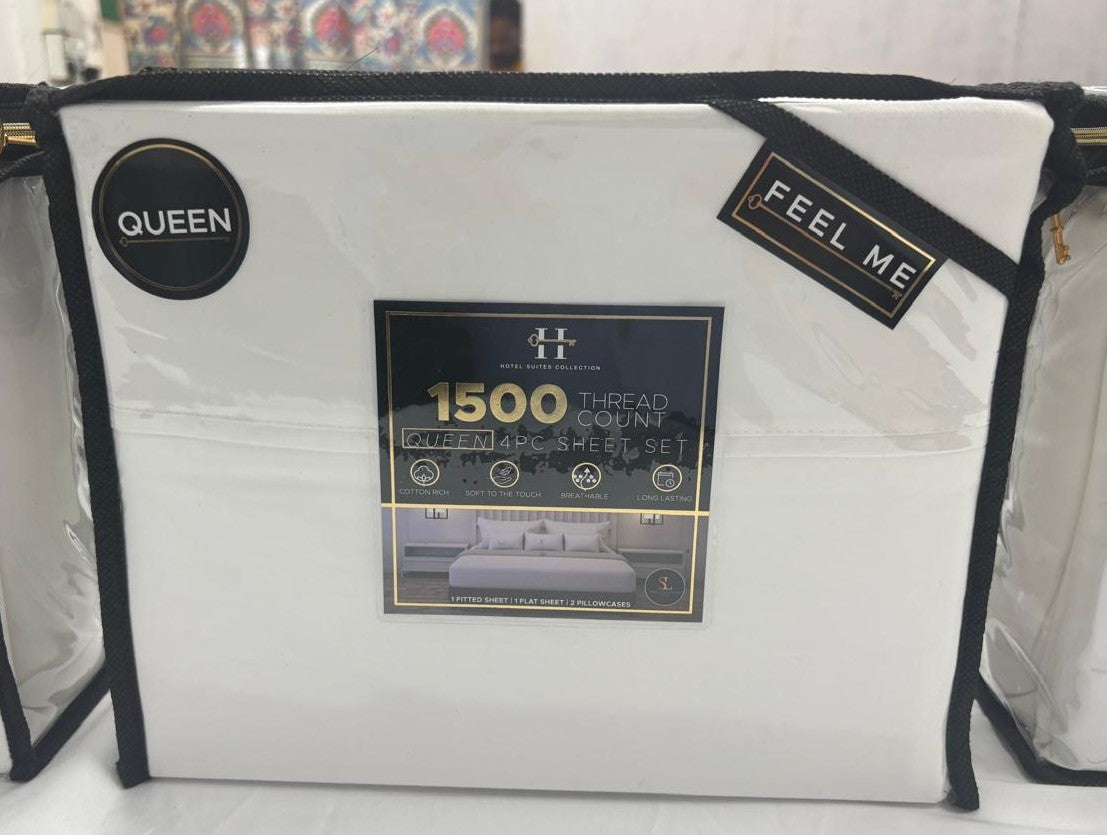 QUEEN
FEEL ME
H
HOTEL SUITES COLLECTION
1500 THREAD COUNT
QUEEN 4PC SHEET SET
COTTON RICH
SOFT TO THE TOUCH
BREATHABLE
LONG LASTING
SL
1 FITTED SHEET | 1 FLAT SHEET | 2 PILLOWCASES